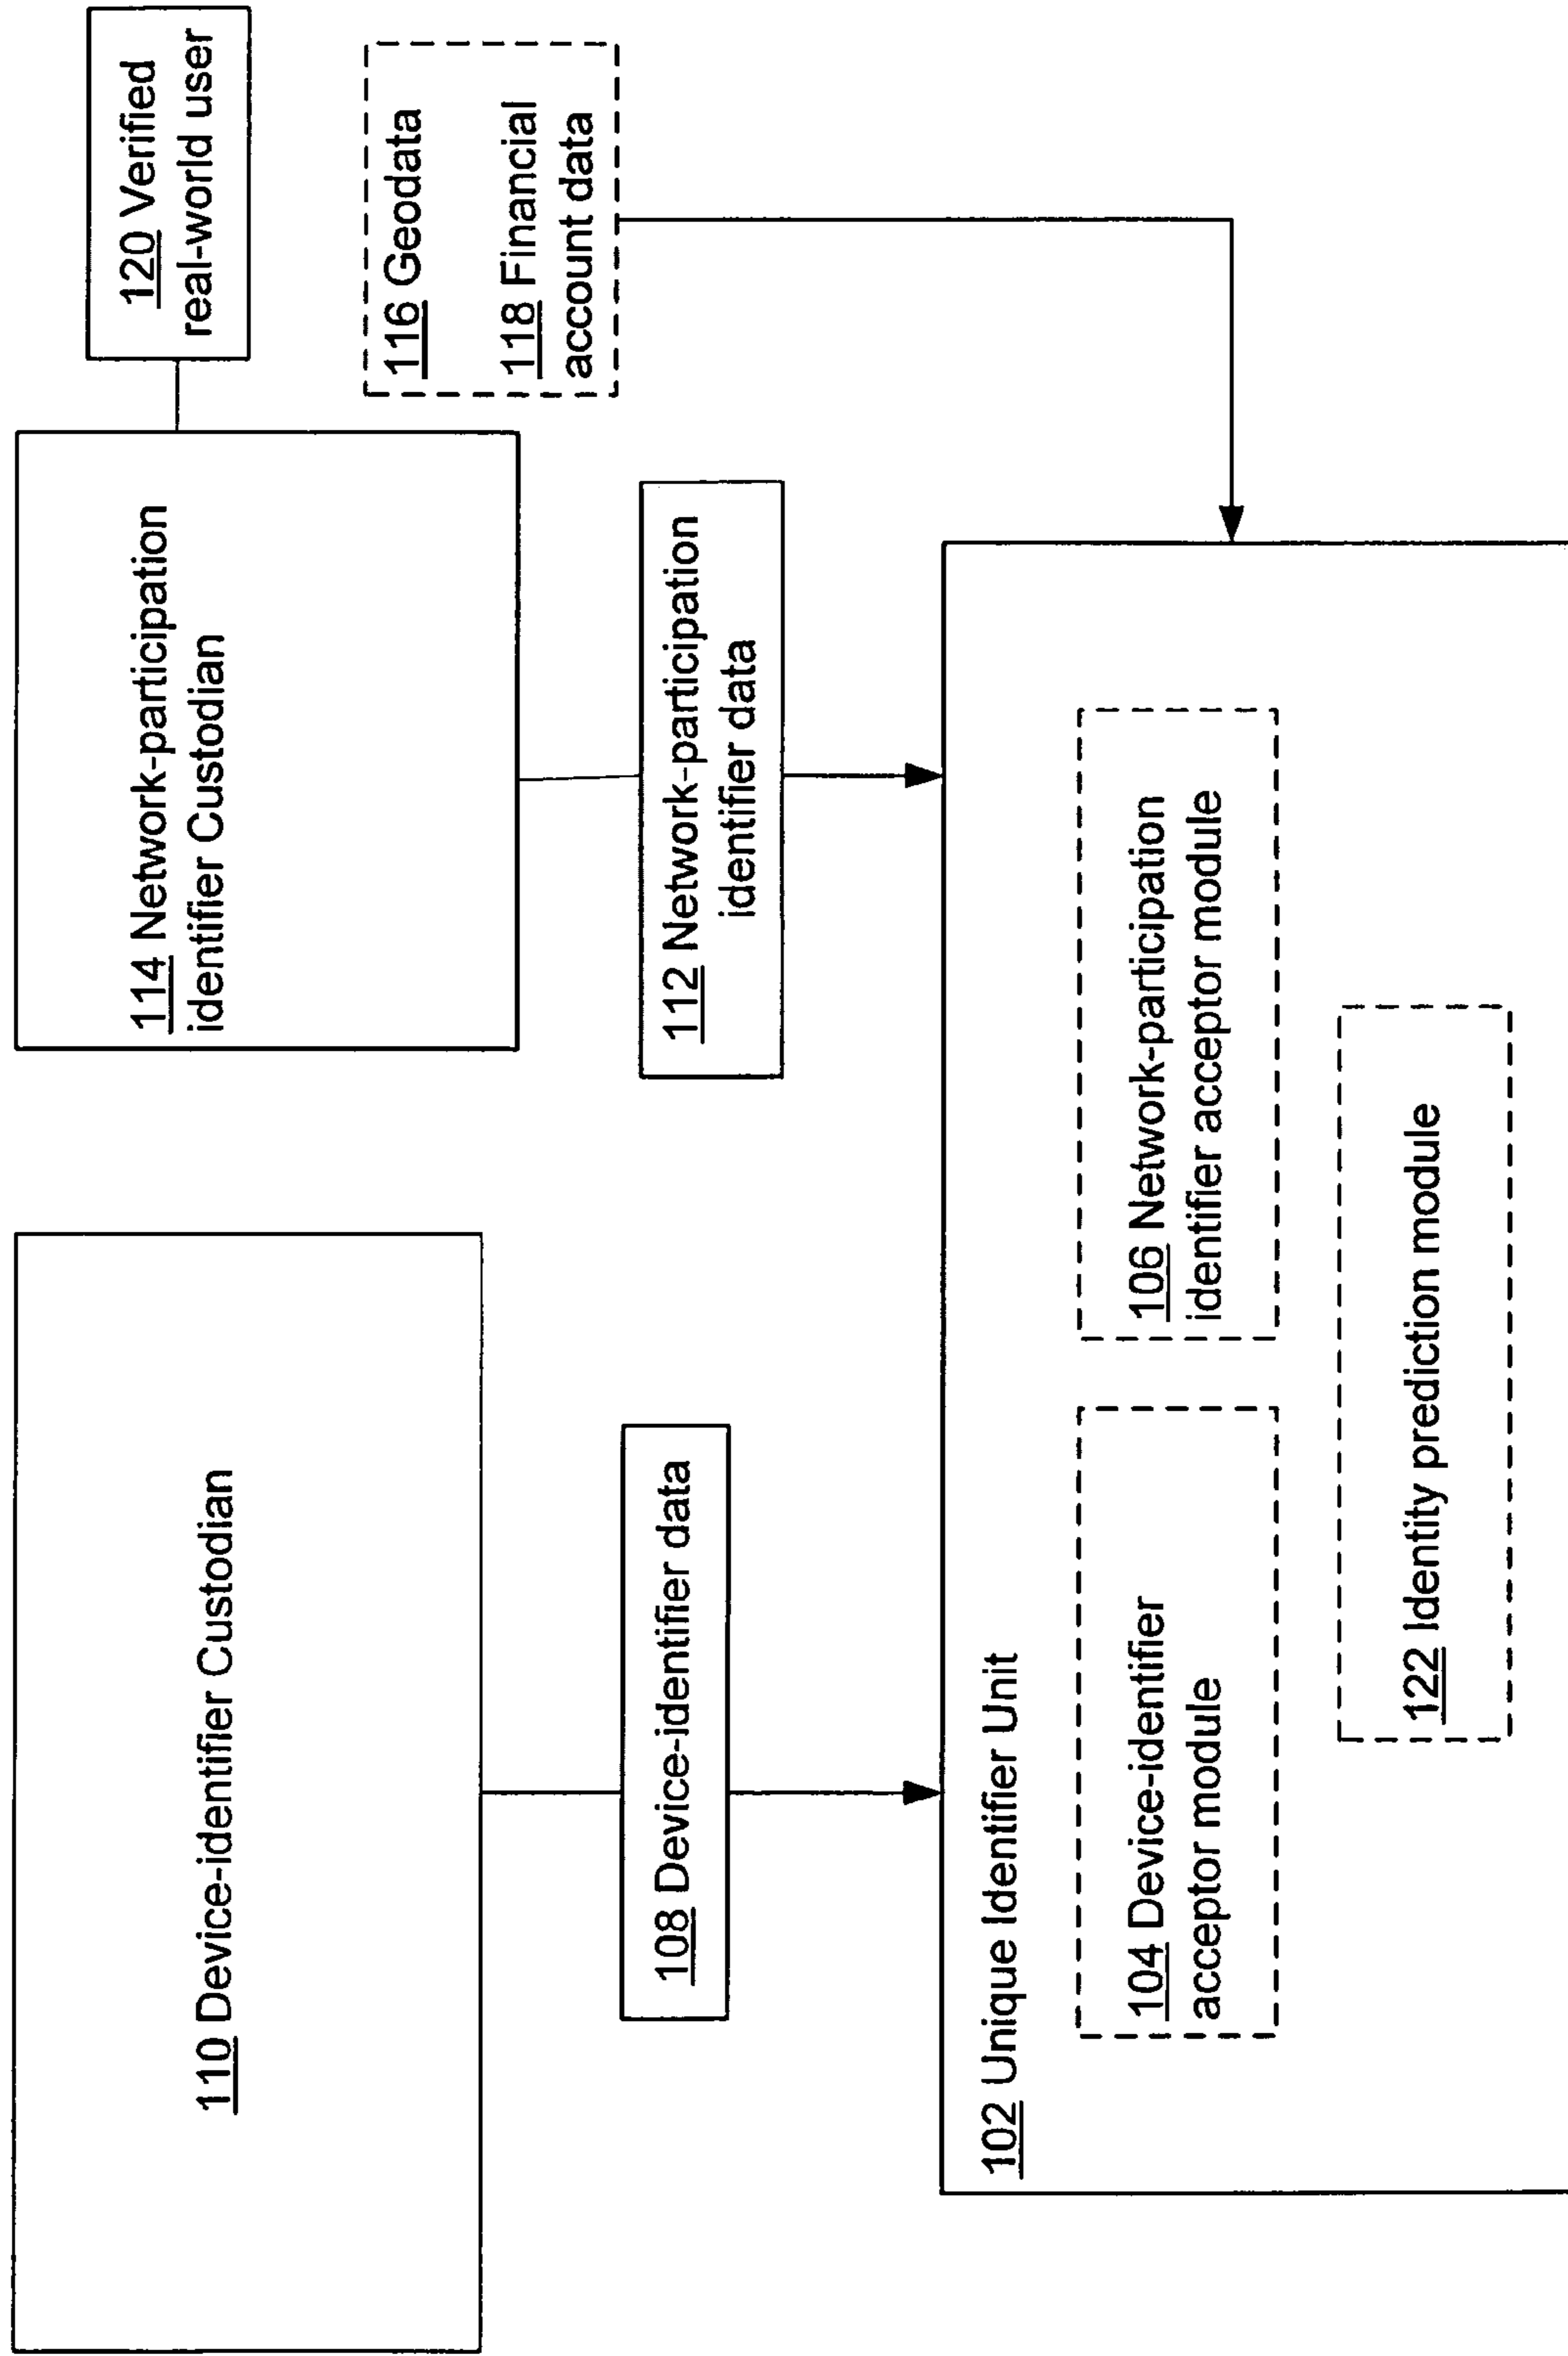 110 Device-identifier Custodian
114 Network-participation
identifier Custodian
120 Verified
real-world user
108 Device-identifier data
112 Network-participation
identifier data
116 Geodata
118 Financial
account data
102 Unique Identifier Unit
104 Device-identifier
acceptor module
106 Network-participation
identifier acceptor module
122 Identity prediction module